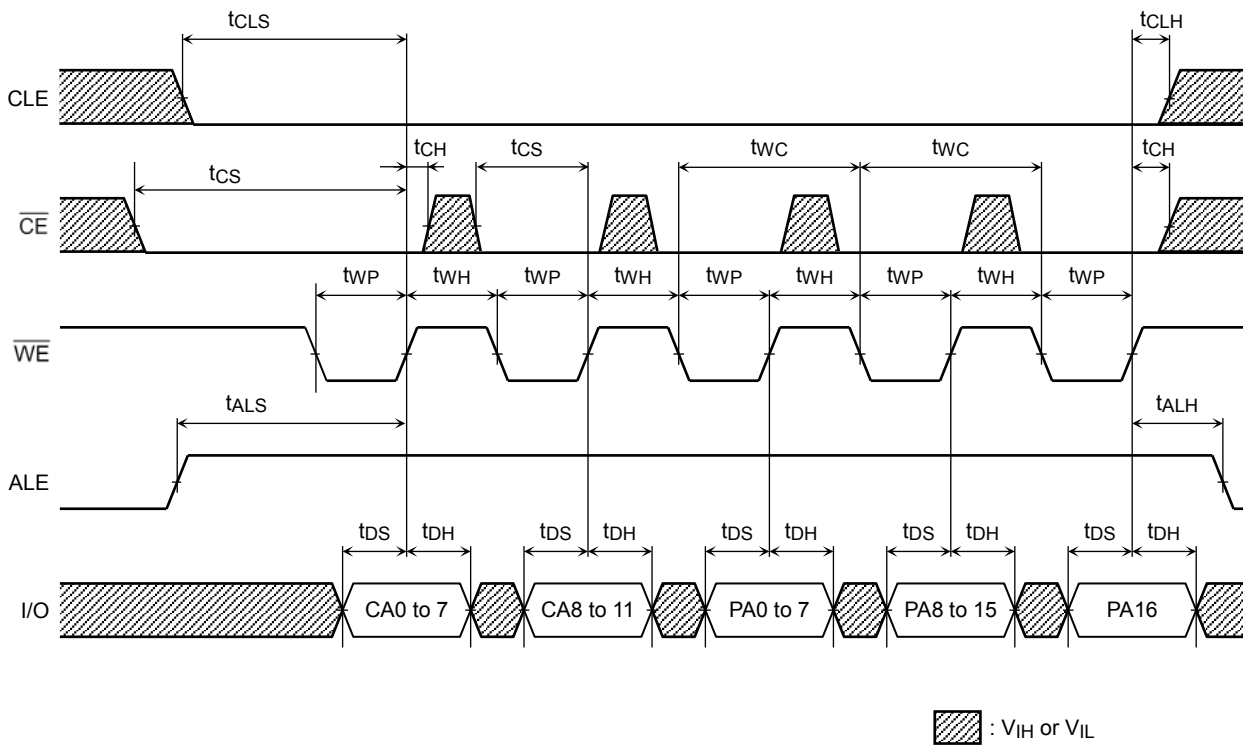 tCLS
tCLH
CLE
tCH
tCS
tWC
tWC
tCH
tCS
CE
tWP
tWH
tWP
tWH
tWP
tWH
tWP
tWH
tWP
WE
tALS
tALH
ALE
tDS
tDH
tDS
tDH
tDS
tDH
tDS
tDH
tDS
tDH
I/O
CA0 to 7
CA8 to 11
PA0 to 7
PA8 to 15
PA16
: VIH or VIL